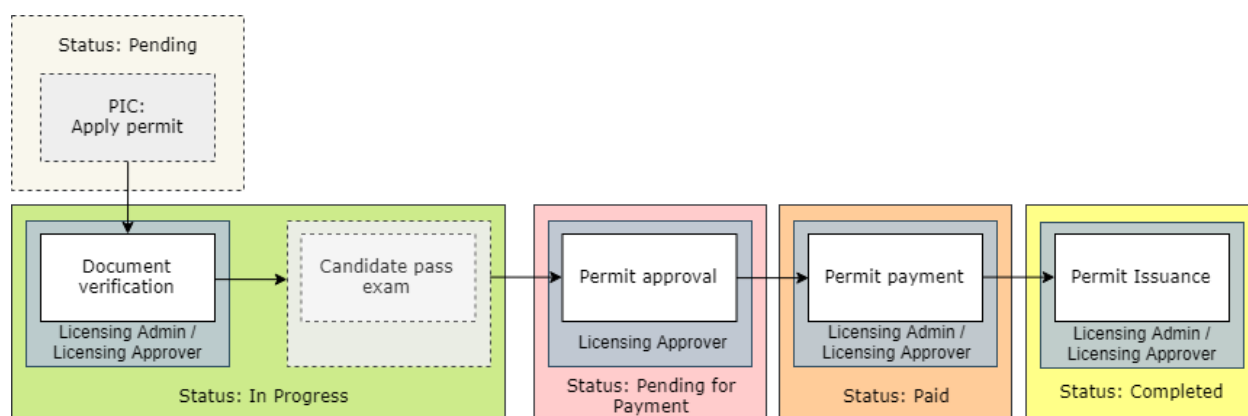 Status: Pending
PIC:
Apply permit
Document
verification
Licensing Admin /
Licensing Approver
Candidate pass
exam
Status: In Progress
Permit approval
Licensing Approver
Status: Pending for
Payment
Permit payment
Licensing Admin /
Licensing Approver
Status: Paid
Permit Issuance
Licensing Admin /
Licensing Approver
Status: Completed